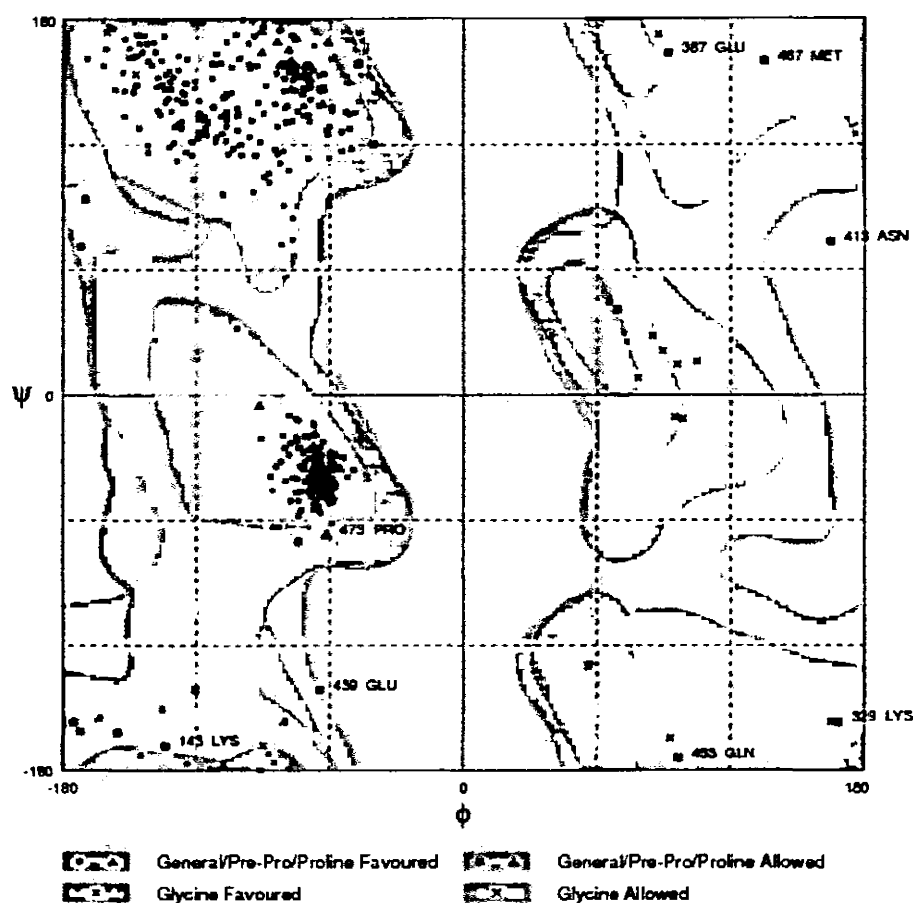 180
387 GLU
467 MET
413 ASN
ψ
0
473 PRO
439 GLU
329 LYS
143 LYS
453 GLN
-180
-180
0
180
ϕ
General/Pre-Pro/Proline Favoured
General/Pre-Pro/Proline Allowed
Glycine Favoured
Glycine Allowed